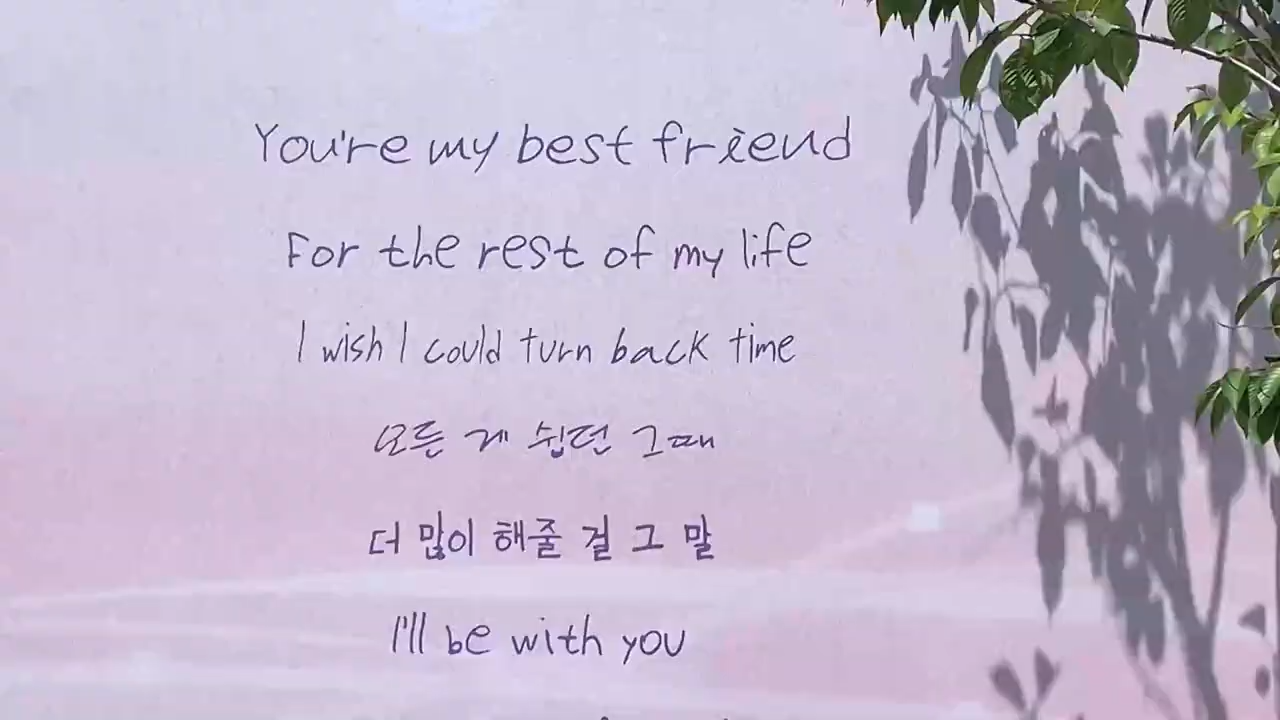 You're my best friend
For the rest of my life
I wish I could turn back time
모든 게 쉽던 그때
더 많이 해줄 걸 그 말
I'll be with you